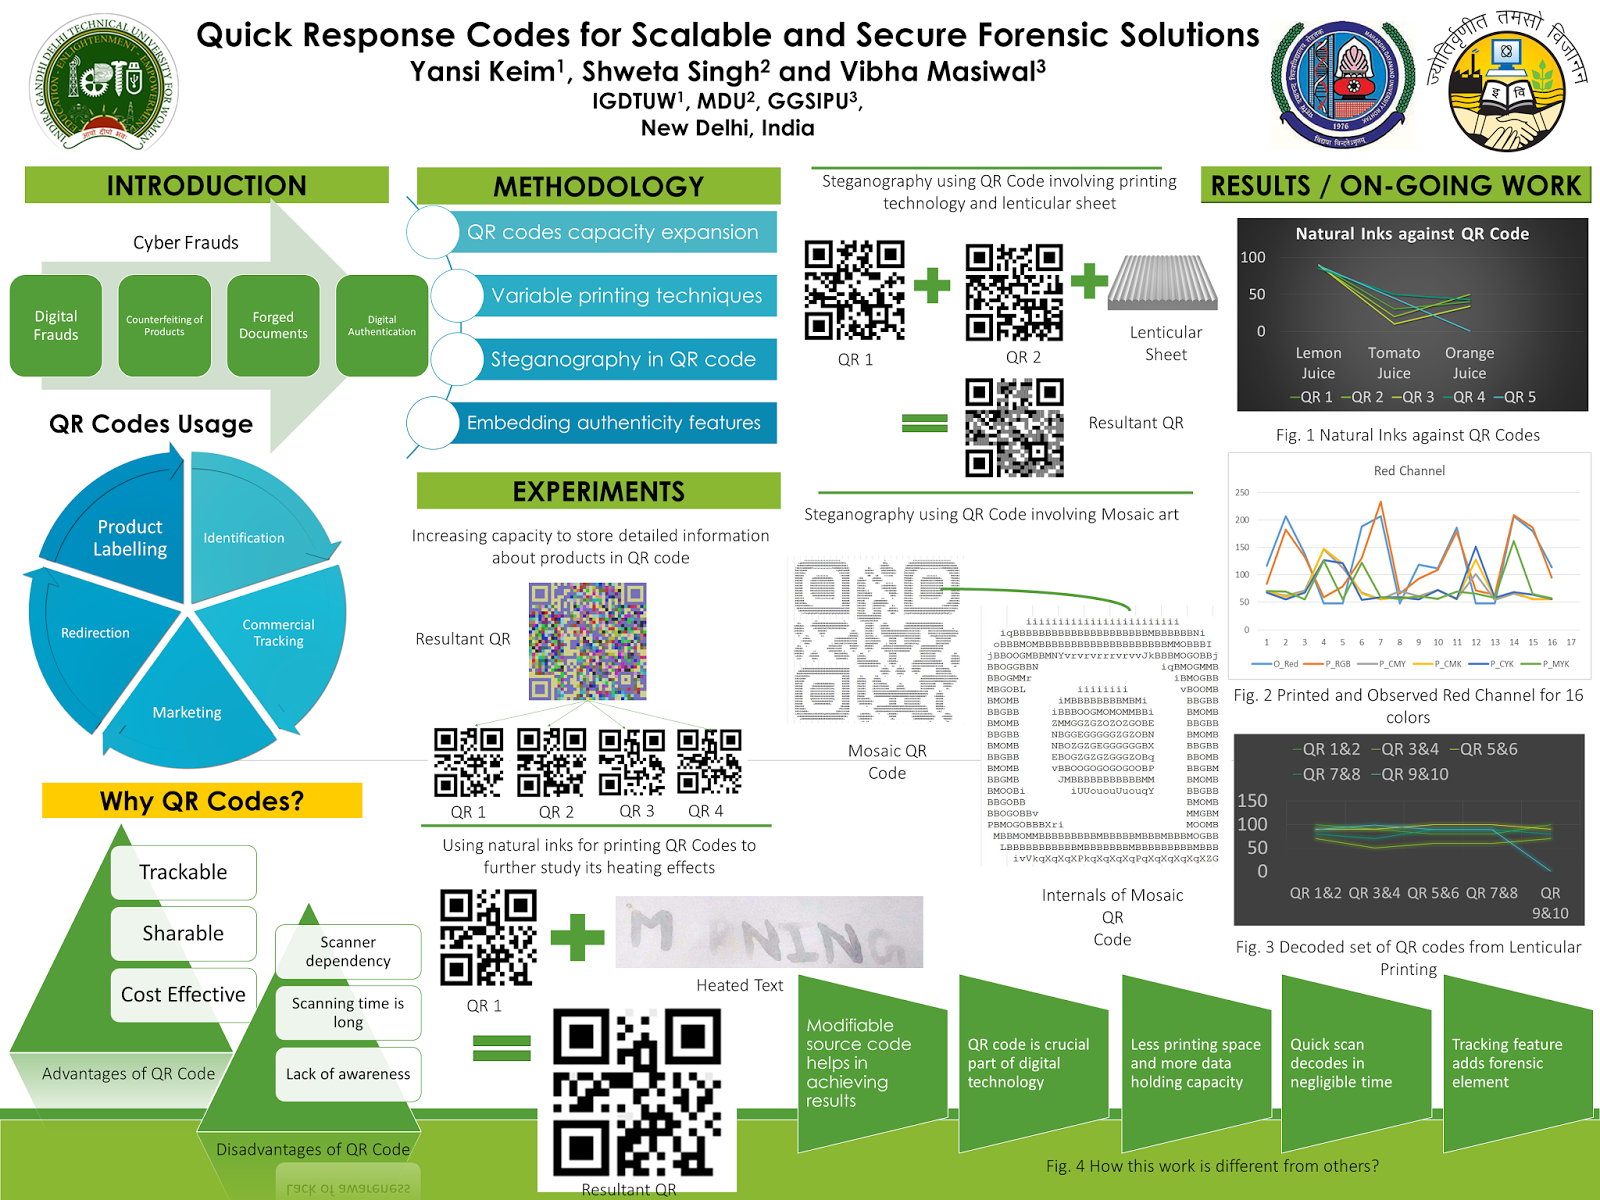 Quick Response Codes for Scalable and Secure Forensic Solutions
Yansi Keim¹, Shweta Singh² and Vibha Masiwal³
IGDTUW¹, MDU², GGSIPU³,
New Delhi, India
INDIRA GANDHI DELHI TECHNICAL UNIVERSITY FOR WOMEN
EDUCATION - ENLIGHTENMENT - EMPOWERMENT
MAHARSHI DAYANAND UNIVERSITY ROHTAK
1976
INTRODUCTION
Cyber Frauds
Digital
Frauds
Counterfeiting of
Products
Forged
Documents
Digital
Authentication
QR Codes Usage
Product
Labelling
Identification
Commercial
Tracking
Marketing
Redirection
Why QR Codes?
Trackable
Sharable
Cost Effective
Advantages of QR Code
Scanner
dependency
Scanning time is
long
Lack of awareness
Disadvantages of QR Code
METHODOLOGY
QR codes capacity expansion
Variable printing techniques
Steganography in QR code
Embedding authenticity features
EXPERIMENTS
Increasing capacity to store detailed information
about products in QR code
Resultant QR
QR 1
QR 2
QR 3
QR 4
Using natural inks for printing QR Codes to
further study its heating effects
QR 1
Heated Text
Resultant QR
Steganography using QR Code involving printing
technology and lenticular sheet
QR 1
QR 2
Lenticular
Sheet
Resultant QR
Steganography using QR Code involving Mosaic art
Mosaic QR
Code
Internals of Mosaic
QR
Code
RESULTS / ON-GOING WORK
Natural Inks against QR Code
100
50
0
Lemon
Juice
Tomato
Juice
Orange
Juice
QR 1 QR 2 QR 3 QR 4 QR 5
Fig. 1 Natural Inks against QR Codes
Red Channel
250
200
150
100
50
0
1 2 3 4 5 6 7 8 9 10 11 12 13 14 15 16 17
O_Red P_RGB P_CMY P_CMK P_CYK P_MYK
Fig. 2 Printed and Observed Red Channel for 16
colors
QR 1&2 QR 3&4 QR 5&6
QR 7&8 QR 9&10
150
100
50
0
QR 1&2 QR 3&4 QR 5&6 QR 7&8 QR
9&10
Fig. 3 Decoded set of QR codes from Lenticular
Printing
Modifiable
source code
helps in
achieving
results
QR code is crucial
part of digital
technology
Less printing space
and more data
holding capacity
Quick scan
decodes in
negligible time
Tracking feature
adds forensic
element
Fig. 4 How this work is different from others?